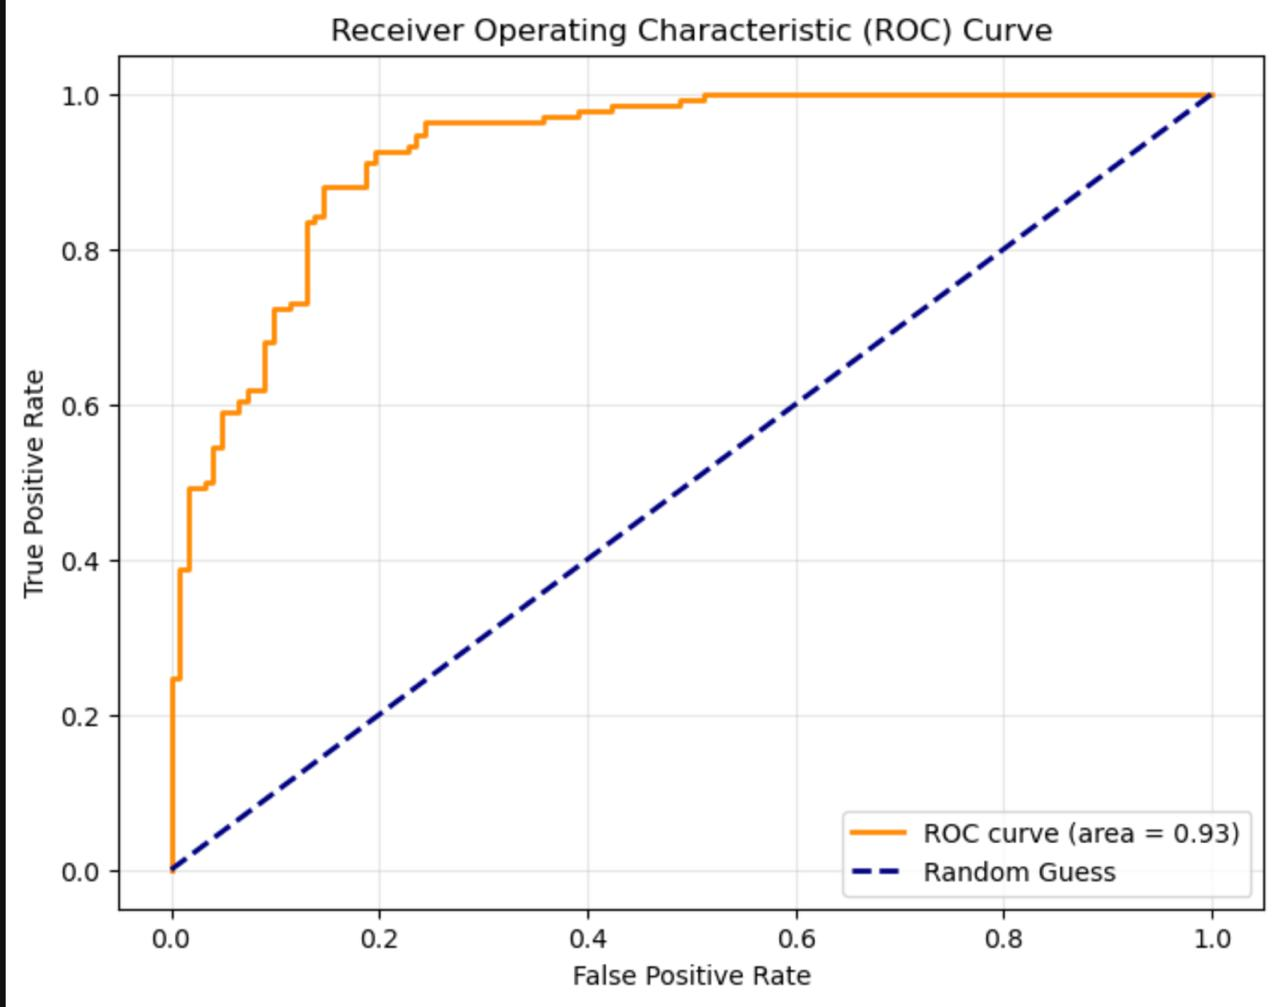 Receiver Operating Characteristic (ROC) Curve
1.0
0.8
0.6
0.4
0.2
0.0
True Positive Rate
0.0 0.2 0.4 0.6 0.8 1.0
False Positive Rate
ROC curve (area = 0.93)
Random Guess